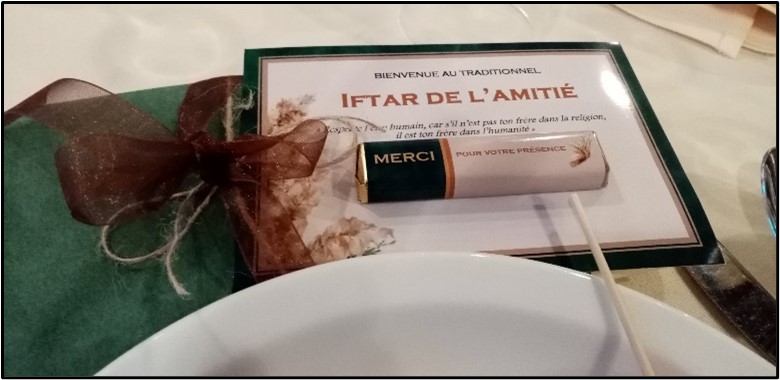 BIENVENUE AU TRADITIONNEL
IFTAR DE L'AMITIÉ
humain, car s'il n'est pas ton frère dans la religion,
il est ton frère dans l'humanité »
MERCI
POUR VOTRE PRÉSENCE